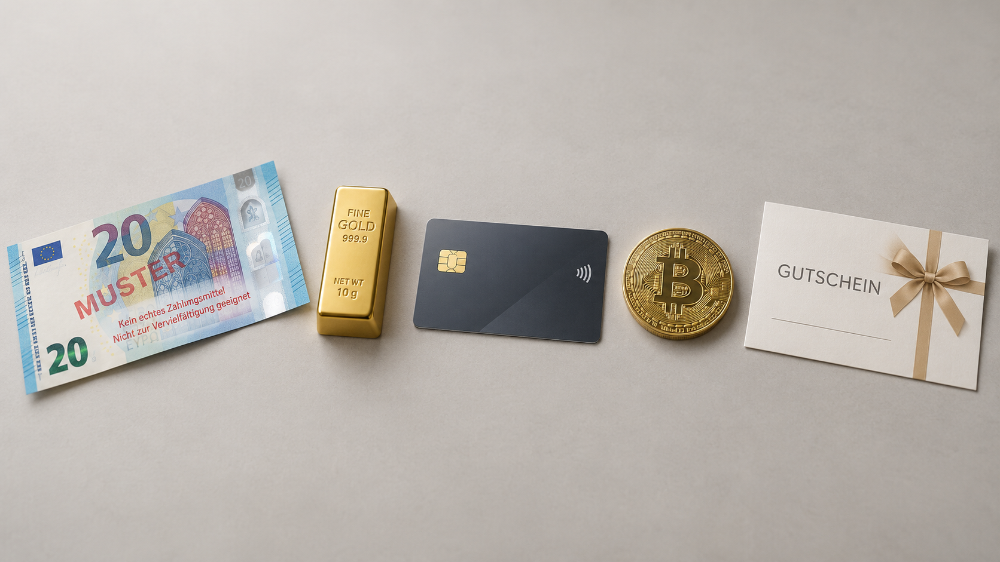 20
20
MUSTER
Kein echtes Zahlungsmittel
Nicht zur Vervielfältigung geeignet
20
FINE
GOLD
999.9
NET WT
10 g
GUTSCHEIN